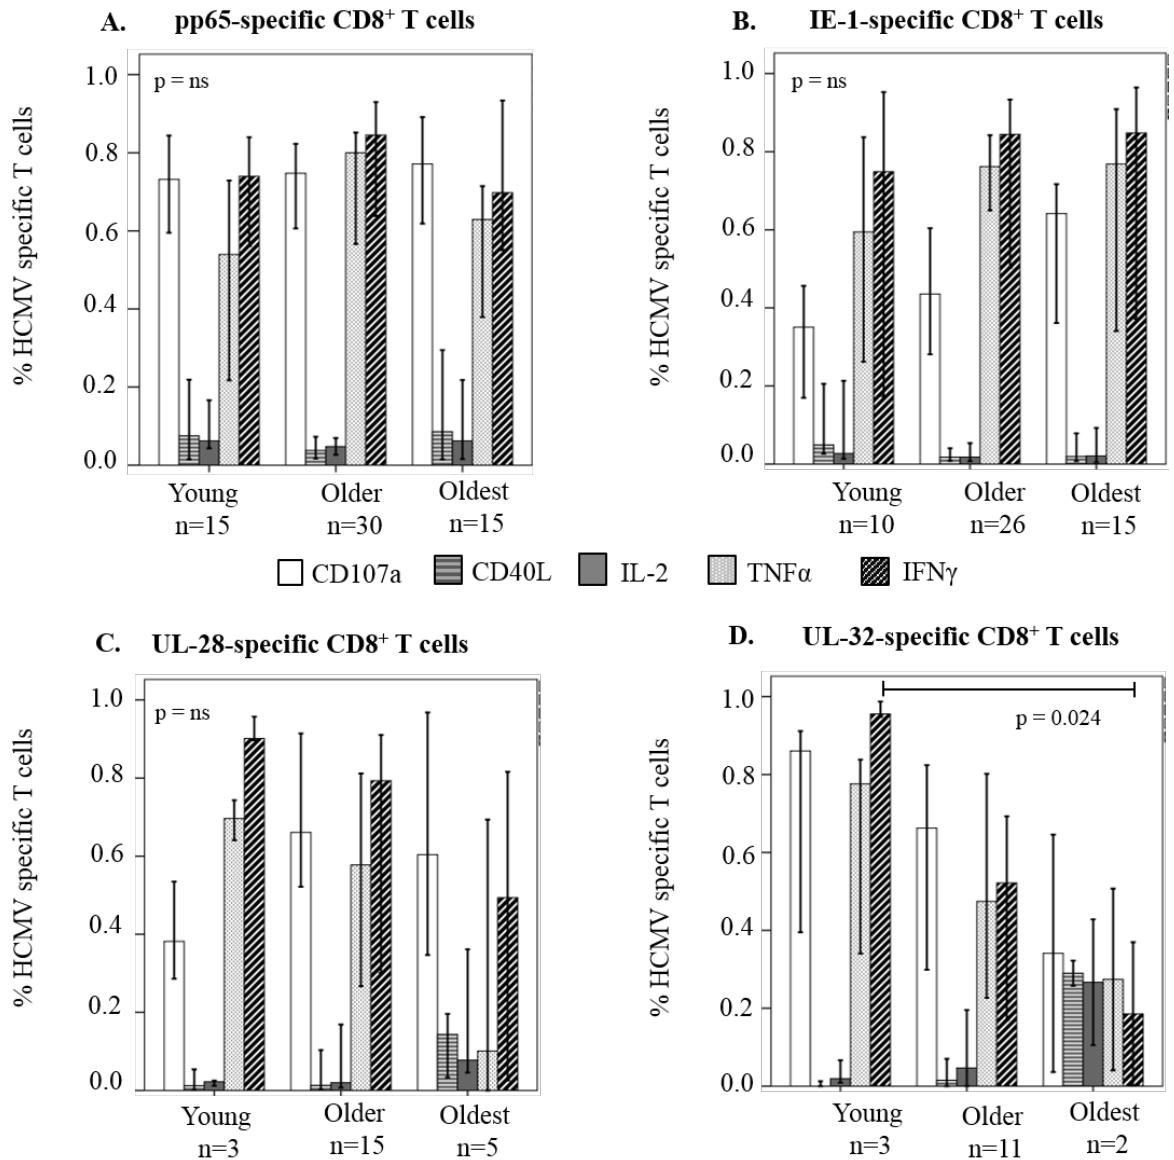 A. pp65-specific CD8⁺ T cells
% HCMV specific T cells
1.0
0.8
0.6
0.4
0.2
0.0
p = ns
Young
n=15
Older
n=30
Oldest
n=15
B. IE-1-specific CD8⁺ T cells
% HCMV specific T cells
1.0
0.8
0.6
0.4
0.2
0.0
p = ns
Young
n=10
Older
n=26
Oldest
n=15
CD107a CD40L IL-2 TNFα IFNγ
C. UL-28-specific CD8⁺ T cells
% HCMV specific T cells
1.0
0.8
0.6
0.4
0.2
0.0
p = ns
Young
n=3
Older
n=15
Oldest
n=5
D. UL-32-specific CD8⁺ T cells
% HCMV specific T cells
1.0
0.8
0.6
0.4
0.2
0.0
p = 0.024
Young
n=3
Older
n=11
Oldest
n=2